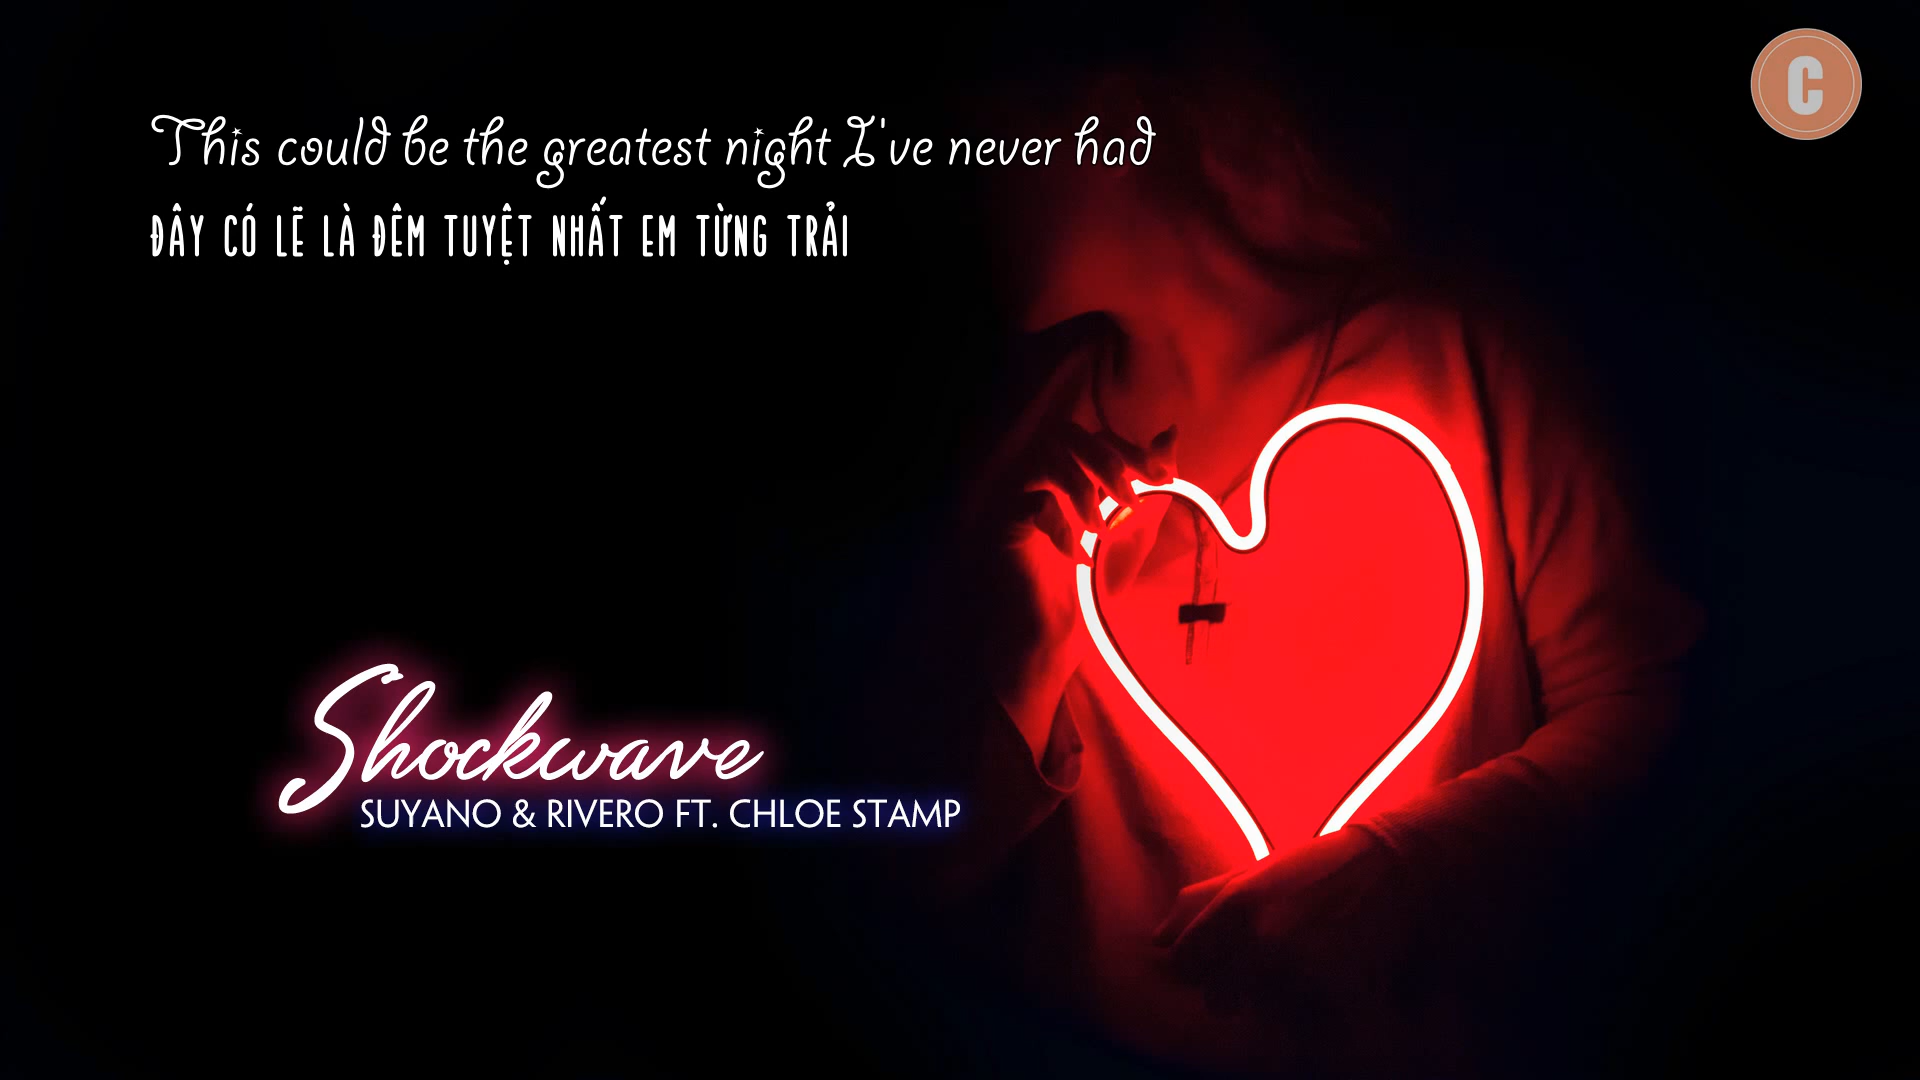 This could be the greatest night I've never had
ĐÂY CÓ LẼ LÀ ĐÊM TUYỆT NHẤT EM TỪNG TRẢI
Shockwave
SUYANO & RIVERO FT. CHLOE STAMP
C